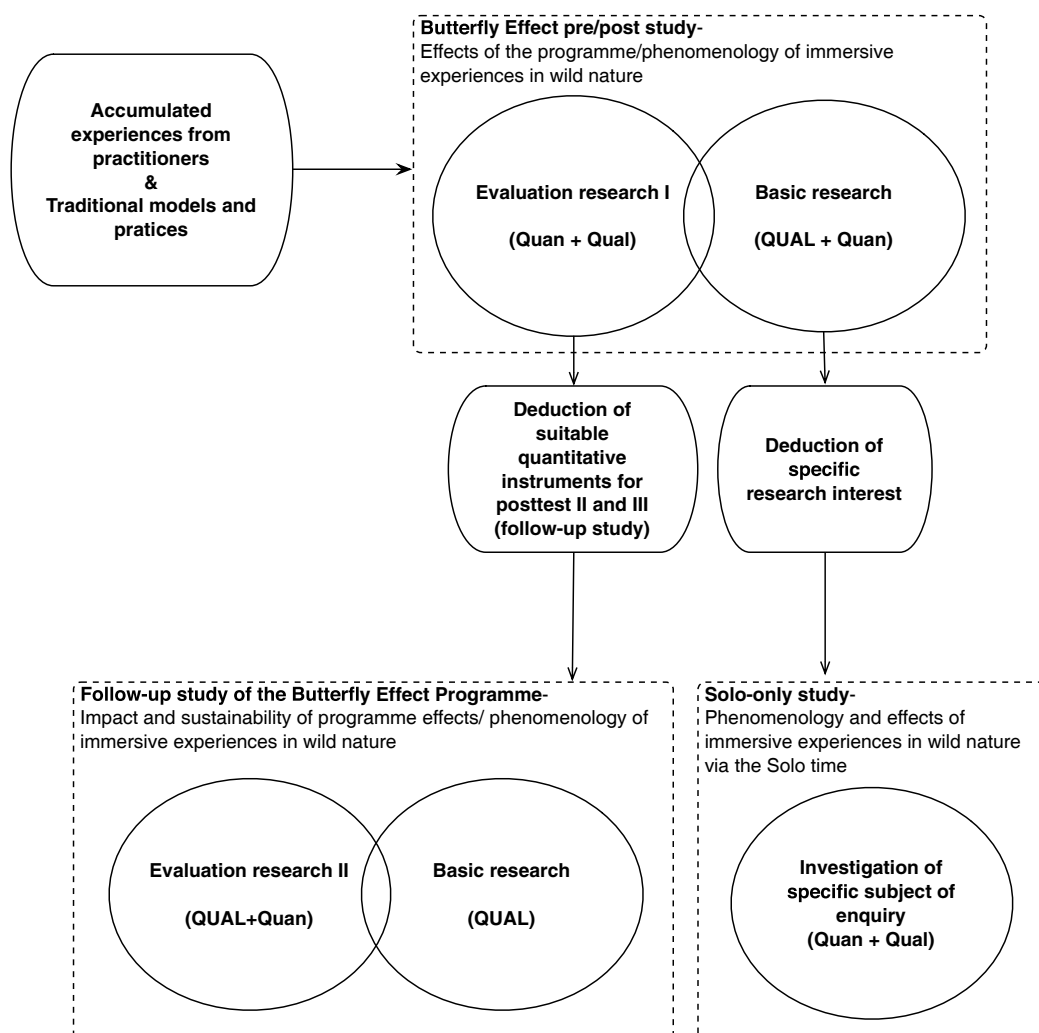 Butterfly Effect pre/post study-
Effects of the programme/phenomenology of immersive
experiences in wild nature
Accumulated
experiences from
practitioners
&
Traditional models and
pratices
Evaluation research I
(Quan + Qual)
Basic research
(QUAL + Quan)
Deduction of
suitable
quantitative
instruments for
posttest II and III
(follow-up study)
Deduction of
specific
research interest
Follow-up study of the Butterfly Effect Programme-
Impact and sustainability of programme effects/ phenomenology of
immersive experiences in wild nature
Evaluation research II
(QUAL+Quan)
Basic research
(QUAL)
Solo-only study-
Phenomenology and effects of
immersive experiences in wild nature
via the Solo time
Investigation of
specific subject of
enquiry
(Quan + Qual)